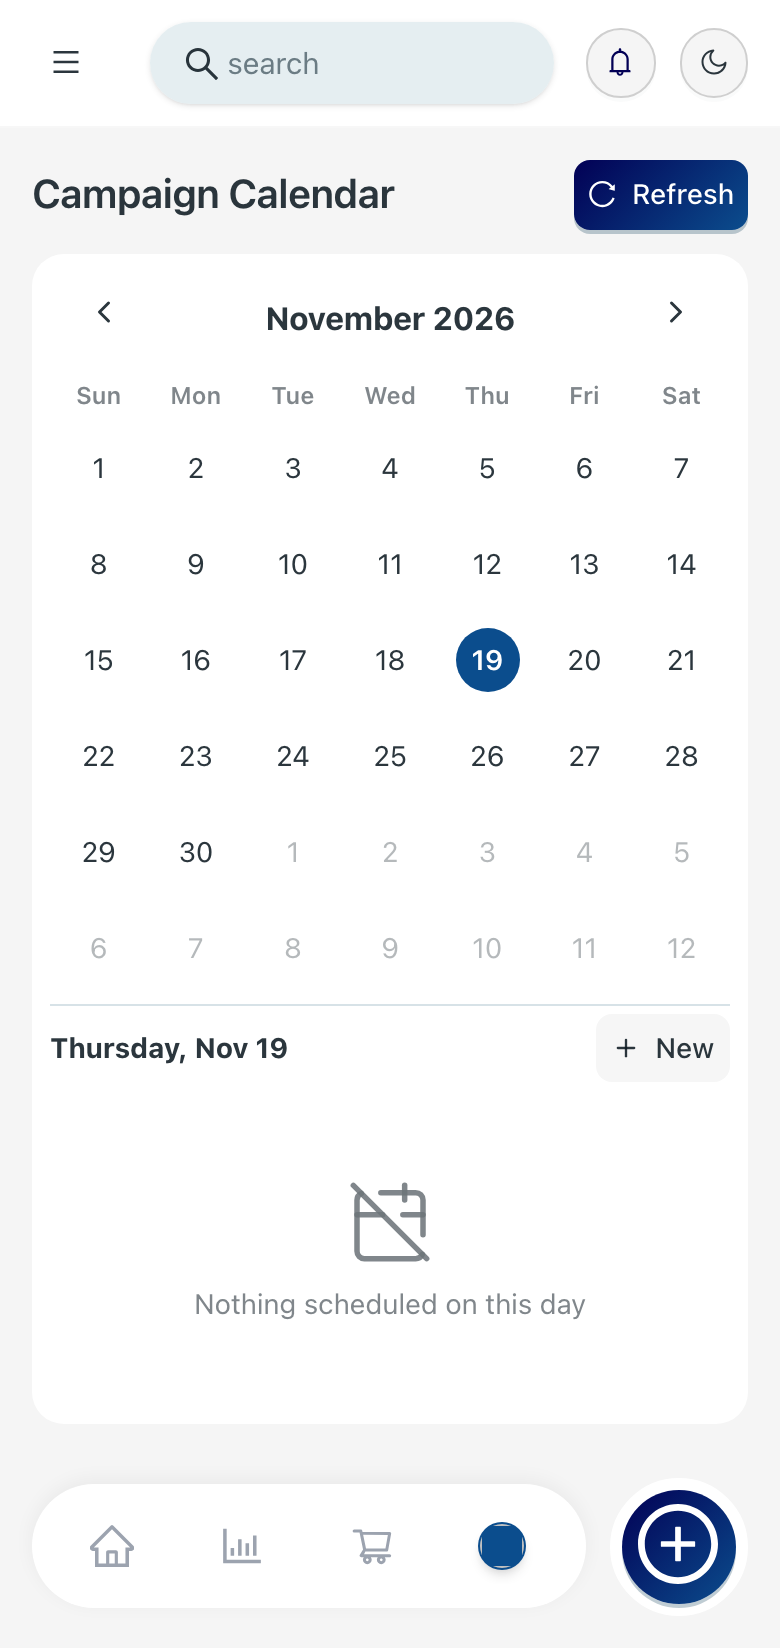 search
Campaign Calendar
Refresh
November 2026
Sun Mon Tue Wed Thu Fri Sat
1 2 3 4 5 6 7
8 9 10 11 12 13 14
15 16 17 18 19 20 21
22 23 24 25 26 27 28
29 30 1 2 3 4 5
6 7 8 9 10 11 12
Thursday, Nov 19
+ New
Nothing scheduled on this day